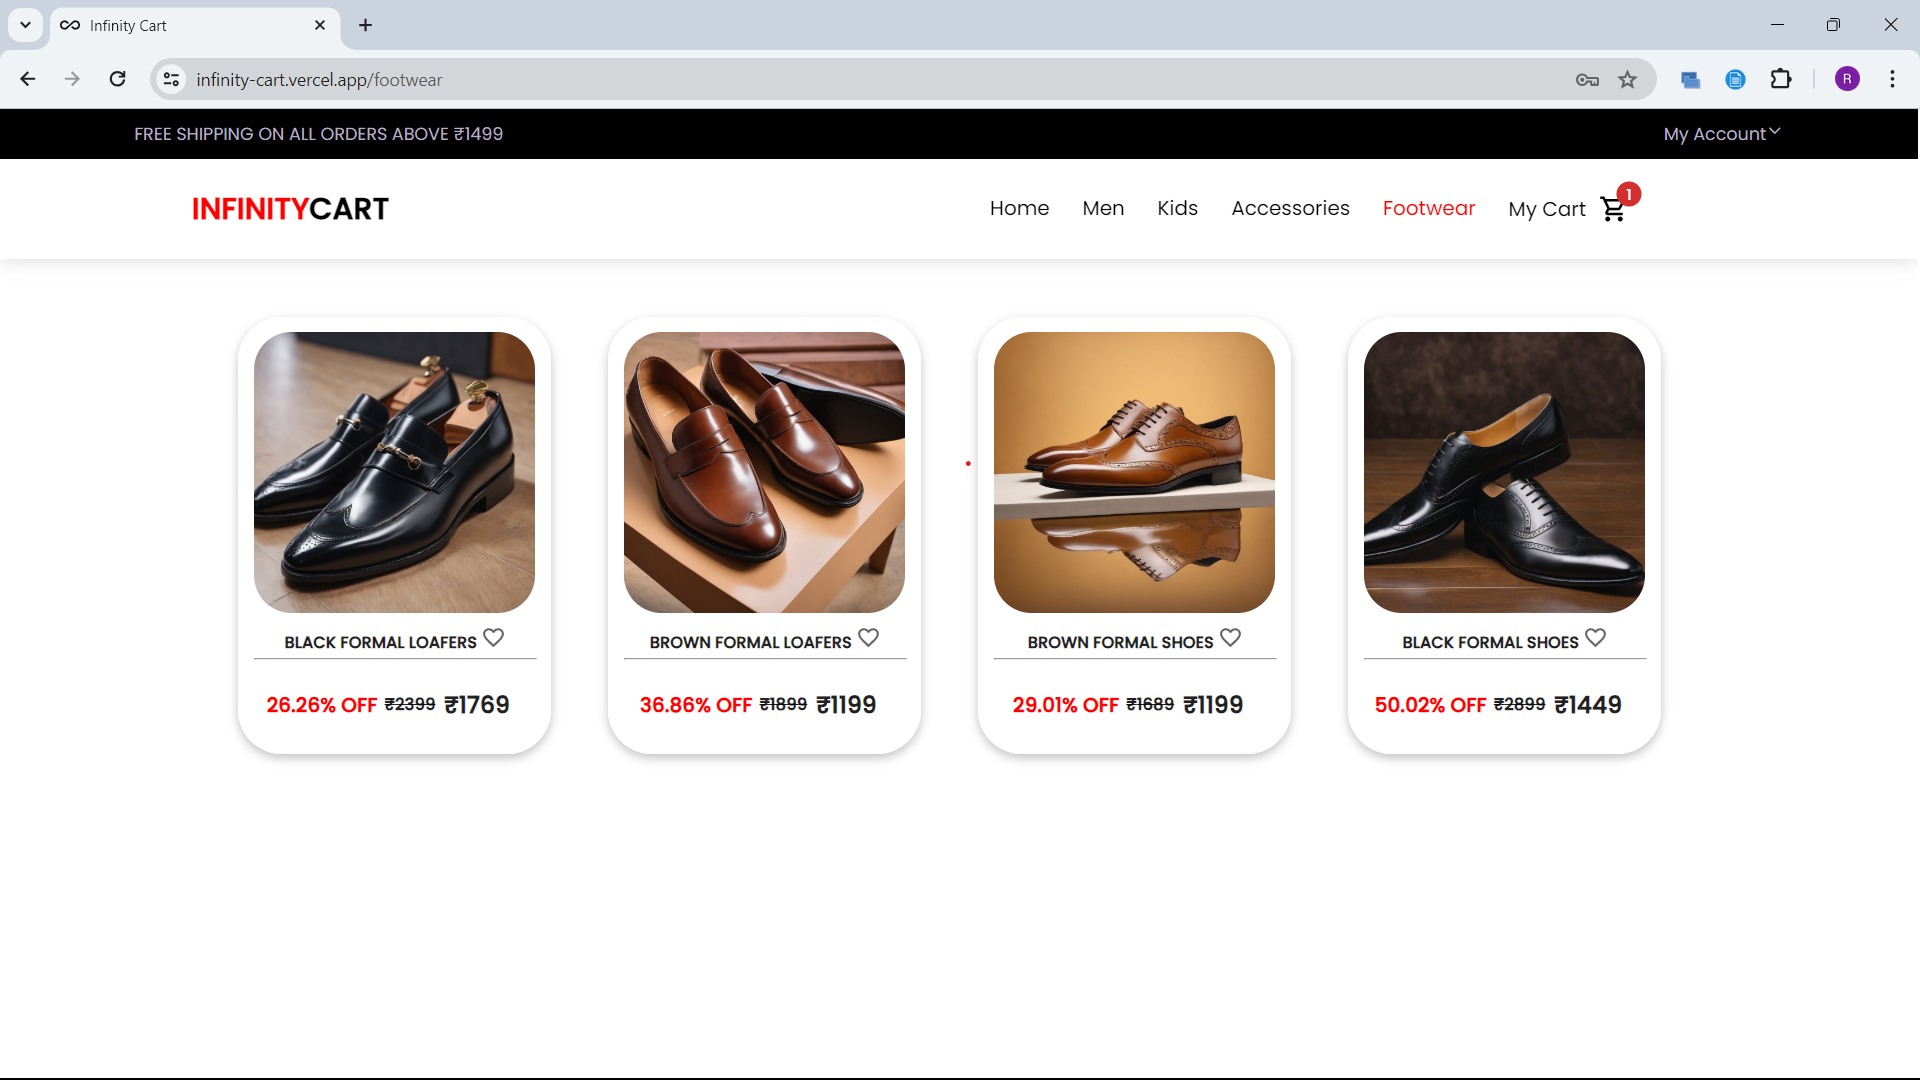 Infinity Cart
infinity-cart.vercel.app/footwear
R
FREE SHIPPING ON ALL ORDERS ABOVE ₹1499
My Account
INFINITYCART
Home
Men
Kids
Accessories
Footwear
My Cart
1
BLACK FORMAL LOAFERS
26.26% OFF ₹2399 ₹1769
BROWN FORMAL LOAFERS
36.86% OFF ₹1899 ₹1199
BROWN FORMAL SHOES
29.01% OFF ₹1689 ₹1199
BLACK FORMAL SHOES
50.02% OFF ₹2899 ₹1449